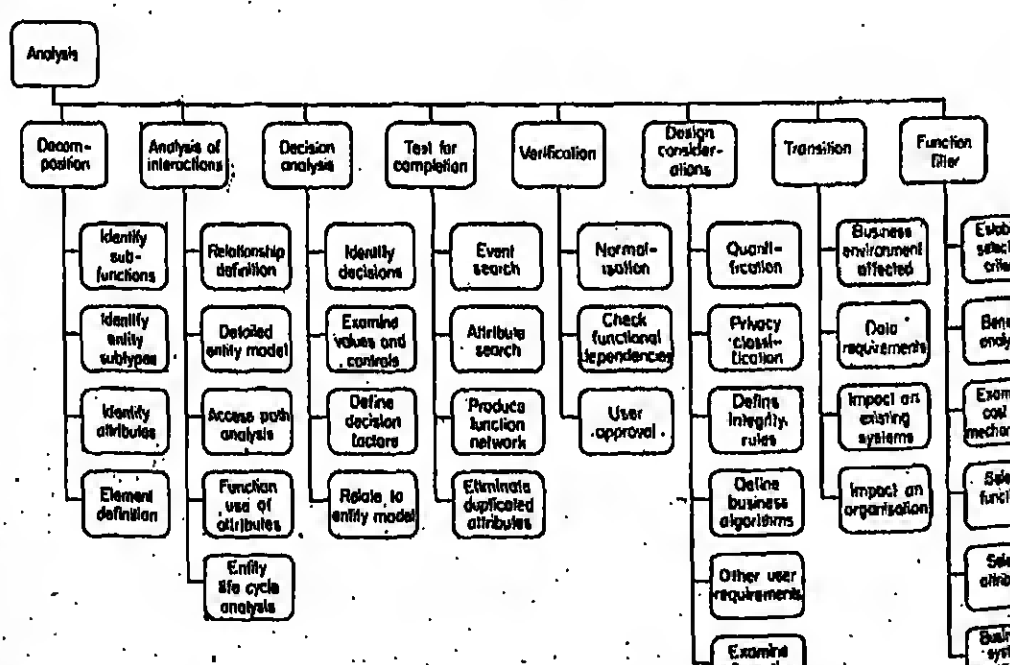 Analysis
Decom-
position
Analysis of
interactions
Decision
analysis
Test for
completion
Verification
Design
consider-
ations
Transition
Function
filter
Identify
sub-
functions
Identify
entity
subtypes
Identify
attributes
Element
definition
Relationship
definition
Detailed
entity model
Access path
analysis
Function
use of
attributes
Entity
life cycle
analysis
Identify
decisions
Examine
values and
controls
Define
decision
factors
Relate to
entity model
Event
search
Attribute
search
Produce
function
network
Eliminate
duplicated
attributes
Normal-
isation
Check
functional
dependencies
User
approval
Quanti-
fication
Privacy
classi-
fication
Define
integrity
rules
Define
business
algorithms
Other user
requirements
Examine
Business
environment
affected
Data
requirements
Impact on
existing
systems
Impact on
organisation
cost